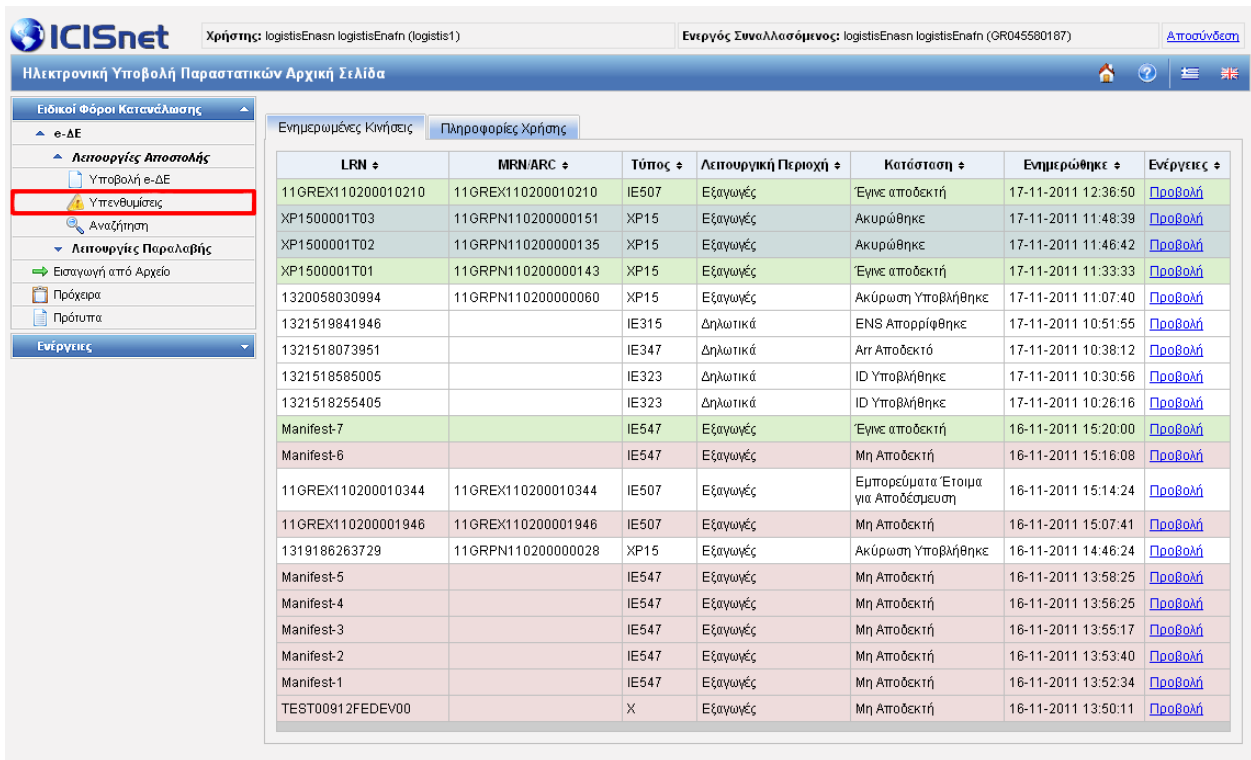 ICISnet
Χρήστης: logistisEnasn logistisEnafn (logistis1)
Ενεργός Συναλλασόμενος: logistisEnasn logistisEnafn (GR045580187)
Αποσύνδεση
Ηλεκτρονική Υποβολή Παραστατικών Αρχική Σελίδα
Ειδικοί Φόροι Κατανάλωσης
e-ΔΕ
Λειτουργίες Αποστολής
Υποβολή e-ΔΕ
Υπενθυμίσεις
Αναζήτηση
Λειτουργίες Παραλαβής
Εισαγωγή από Αρχείο
Πρόχειρα
Πρότυπα
Ενέργειες
Ενημερωμένες Κινήσεις Πληροφορίες Χρήσης
LRN MRN/ARC Τύπος Λειτουργική Περιοχή Κατάσταση Ενημερώθηκε Ενέργειες
11GREX110200010210 11GREX110200010210 IE507 Εξαγωγές Έγινε αποδεκτή 17-11-2011 12:36:50 Προβολή
XP1500001T03 11GRPN110200000151 XP15 Εξαγωγές Ακυρώθηκε 17-11-2011 11:48:39 Προβολή
XP1500001T02 11GRPN110200000135 XP15 Εξαγωγές Ακυρώθηκε 17-11-2011 11:46:42 Προβολή
XP1500001T01 11GRPN110200000143 XP15 Εξαγωγές Έγινε αποδεκτή 17-11-2011 11:33:33 Προβολή
1320058030994 11GRPN110200000060 XP15 Εξαγωγές Ακύρωση Υποβλήθηκε 17-11-2011 11:07:40 Προβολή
1321519841946 IE315 Δηλωτικά ENS Απορρίφθηκε 17-11-2011 10:51:55 Προβολή
1321518073951 IE347 Δηλωτικά Arr Αποδεκτό 17-11-2011 10:38:12 Προβολή
1321518585005 IE323 Δηλωτικά ID Υποβλήθηκε 17-11-2011 10:30:56 Προβολή
1321518255405 IE323 Δηλωτικά ID Υποβλήθηκε 17-11-2011 10:26:16 Προβολή
Manifest-7 IE547 Εξαγωγές Έγινε αποδεκτή 16-11-2011 15:20:00 Προβολή
Manifest-6 IE547 Εξαγωγές Μη Αποδεκτή 16-11-2011 15:16:08 Προβολή
11GREX110200010344 11GREX110200010344 IE507 Εξαγωγές Εμπορεύματα Έτοιμα για Αποδέσμευση 16-11-2011 15:14:24 Προβολή
11GREX110200001946 11GREX110200001946 IE507 Εξαγωγές Μη Αποδεκτή 16-11-2011 15:07:41 Προβολή
1319186263729 11GRPN110200000028 XP15 Εξαγωγές Ακύρωση Υποβλήθηκε 16-11-2011 14:46:24 Προβολή
Manifest-5 IE547 Εξαγωγές Μη Αποδεκτή 16-11-2011 13:58:25 Προβολή
Manifest-4 IE547 Εξαγωγές Μη Αποδεκτή 16-11-2011 13:56:25 Προβολή
Manifest-3 IE547 Εξαγωγές Μη Αποδεκτή 16-11-2011 13:55:17 Προβολή
Manifest-2 IE547 Εξαγωγές Μη Αποδεκτή 16-11-2011 13:53:40 Προβολή
Manifest-1 IE547 Εξαγωγές Μη Αποδεκτή 16-11-2011 13:52:34 Προβολή
TEST00912FEDEV00 X Εξαγωγές Μη Αποδεκτή 16-11-2011 13:50:11 Προβολή